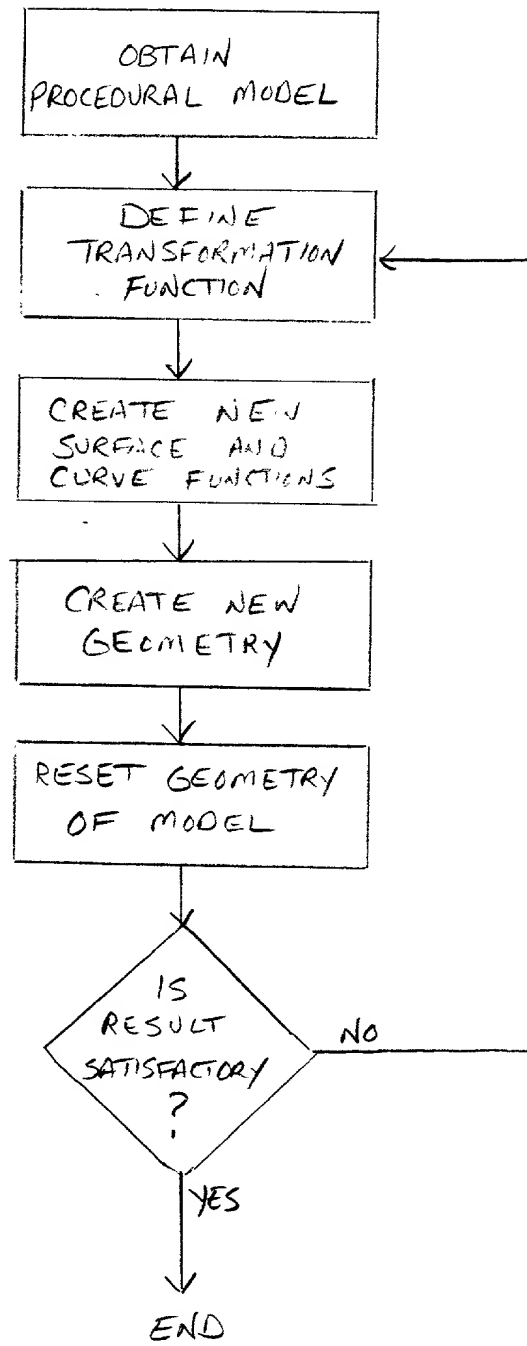 OBTAIN
PROCEDURAL MODEL
DEFINE
TRANSFORMATION
FUNCTION
CREATE NEW
SURFACE AND
CURVE FUNCTIONS
CREATE NEW
GEOMETRY
RESET GEOMETRY
OF MODEL
IS
RESULT
SATISFACTORY
?
NO
YES
END